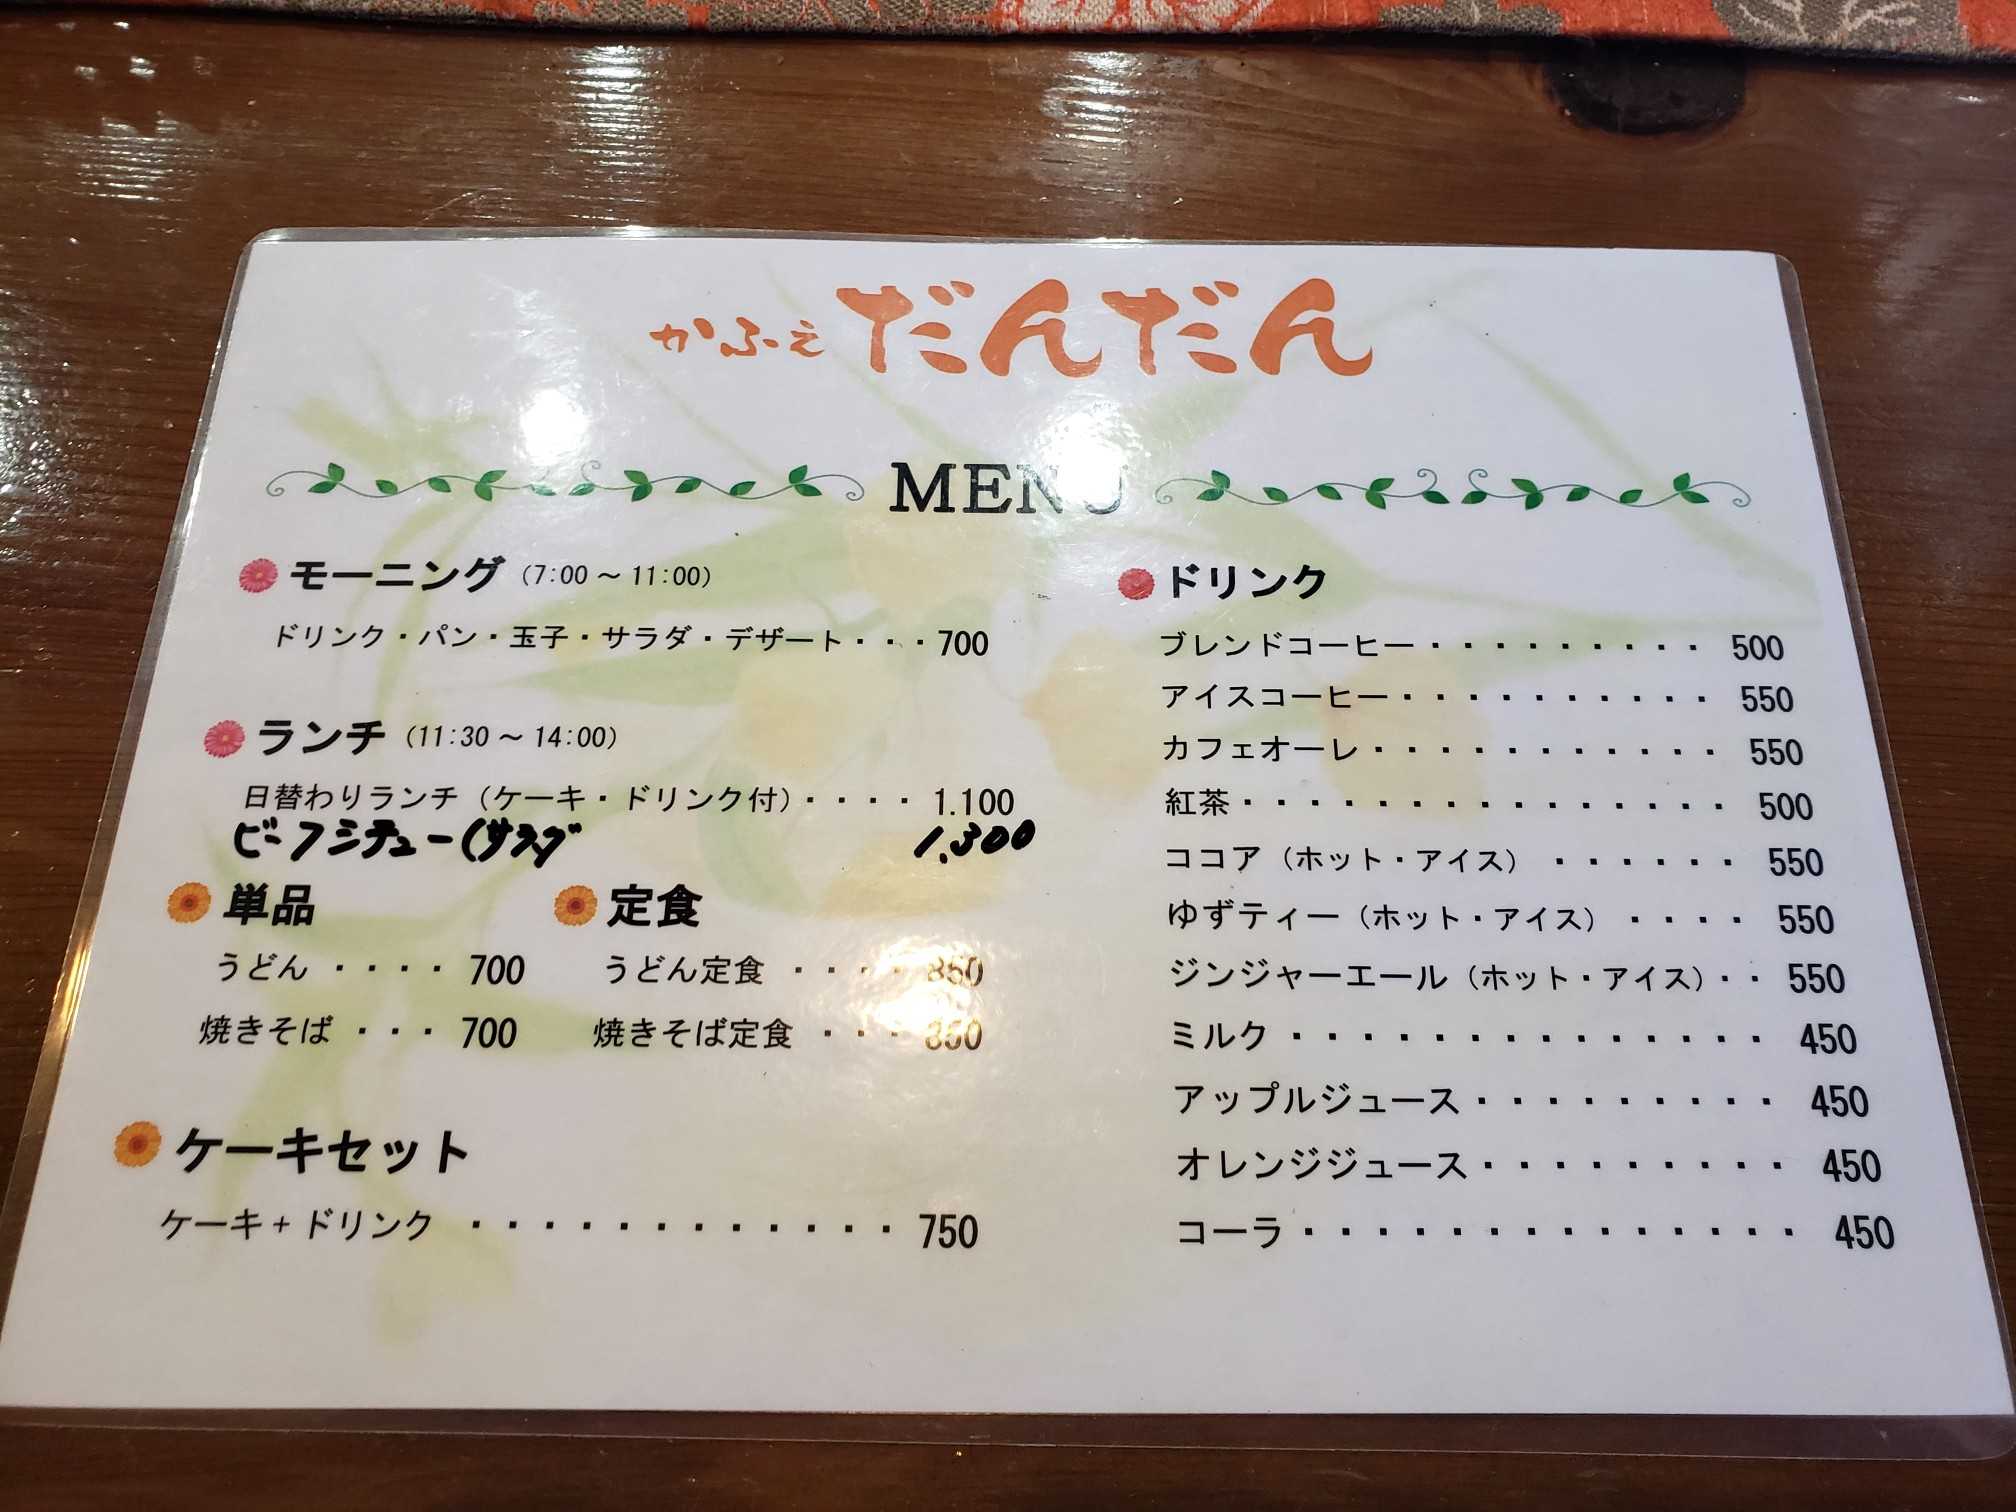 かふぇ だんだん
MENU
モーニング (7:00 ～ 11:00)
ドリンク・パン・玉子・サラダ・デザート・・・700
ランチ (11:30 ～ 14:00)
日替わりランチ (ケーキ・ドリンク付)・・・・ 1.100
ビーフシチュー 1.300
単品
うどん ・・・・ 700
焼きそば ・・・ 700
定食
うどん定食 ・・・・ 850
焼きそば定食 ・・・ 850
ケーキセット
ケーキ+ドリンク ・・・・・・・・・・・・ 750
ドリンク
ブレンドコーヒー・・・・・・・・・ 500
アイスコーヒー・・・・・・・・・・ 550
カフェオーレ・・・・・・・・・・・ 550
紅茶・・・・・・・・・・・・・・・ 500
ココア (ホット・アイス) ・・・・・・ 550
ゆずティー (ホット・アイス) ・・・・ 550
ジンジャーエール (ホット・アイス)・・ 550
ミルク・・・・・・・・・・・・・・ 450
アップルジュース・・・・・・・・・ 450
オレンジジュース・・・・・・・・・ 450
コーラ・・・・・・・・・・・・・・ 450